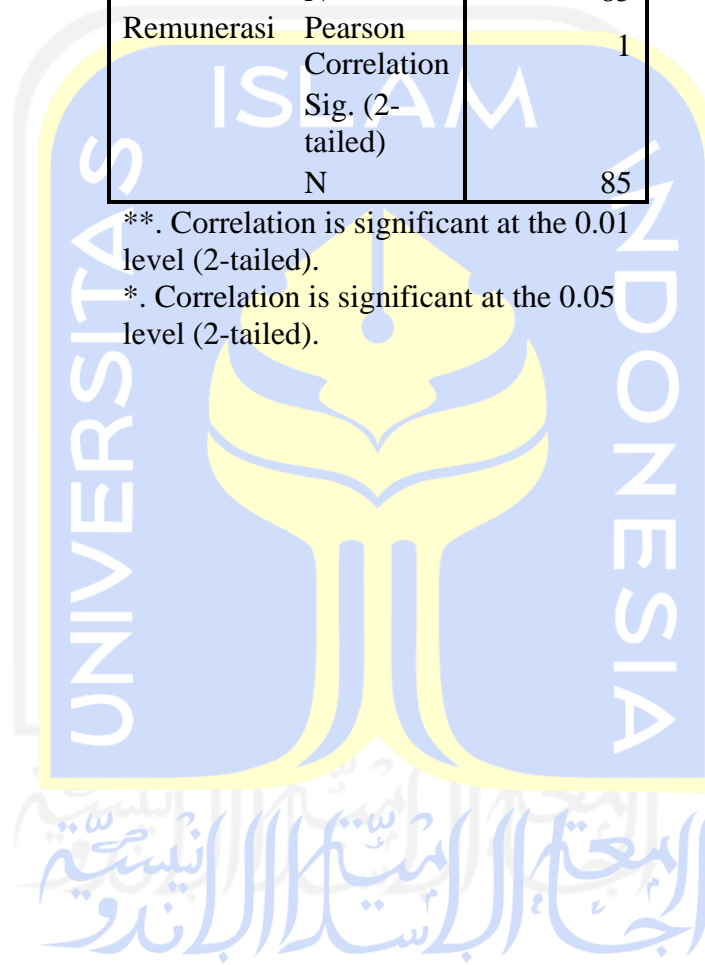 N 85
Remunerasi Pearson 1
Correlation
Sig. (2-
tailed)
N 85
**. Correlation is significant at the 0.01
level (2-tailed).
*. Correlation is significant at the 0.05
level (2-tailed).
ISLAM
UNIVERSITAS
INDONESIA